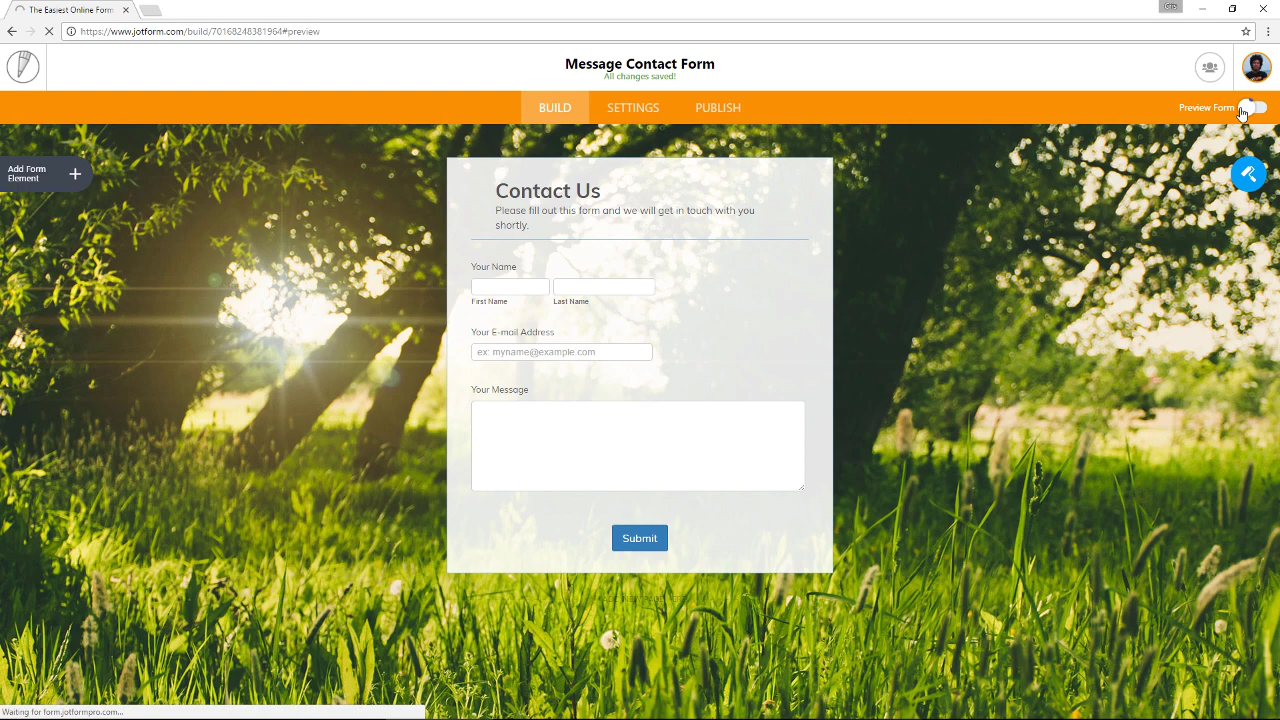 The Easiest Online Form
Gris
https://www.jotform.com/build/70168248381964#preview
Message Contact Form
All changes saved!
BUILD
SETTINGS
PUBLISH
Preview Form
Add Form
Element
Contact Us
Please fill out this form and we will get in touch with you
shortly.
Your Name
First Name
Last Name
Your E-mail Address
ex: myname@example.com
Your Message
Submit
Waiting for form.jotformpro.com...